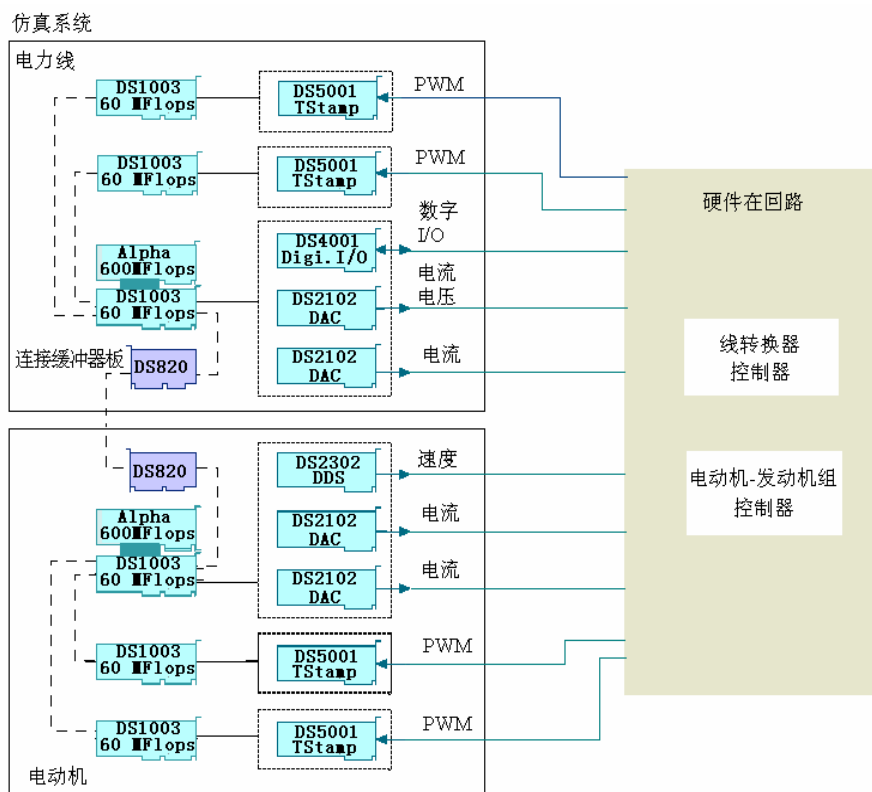 仿真系统
电力线
DS1003
60 MFlops
DS5001
TStamp
PWM
DS1003
60 MFlops
DS5001
TStamp
PWM
硬件在回路
数字
I/O
DS4001
Digi.I/O
Alpha
600MFlops
DS1003
60 MFlops
电流
电压
DS2102
DAC
连接缓冲器板
DS820
DS2102
DAC
电流
线转换器
控制器
DS820
DS2302
DDS
速度
电动机-发动机组
控制器
Alpha
600MFlops
DS2102
DAC
电流
DS1003
60 MFlops
DS2102
DAC
电流
DS1003
60 MFlops
DS5001
TStamp
PWM
DS1003
60 MFlops
DS5001
TStamp
PWM
电动机